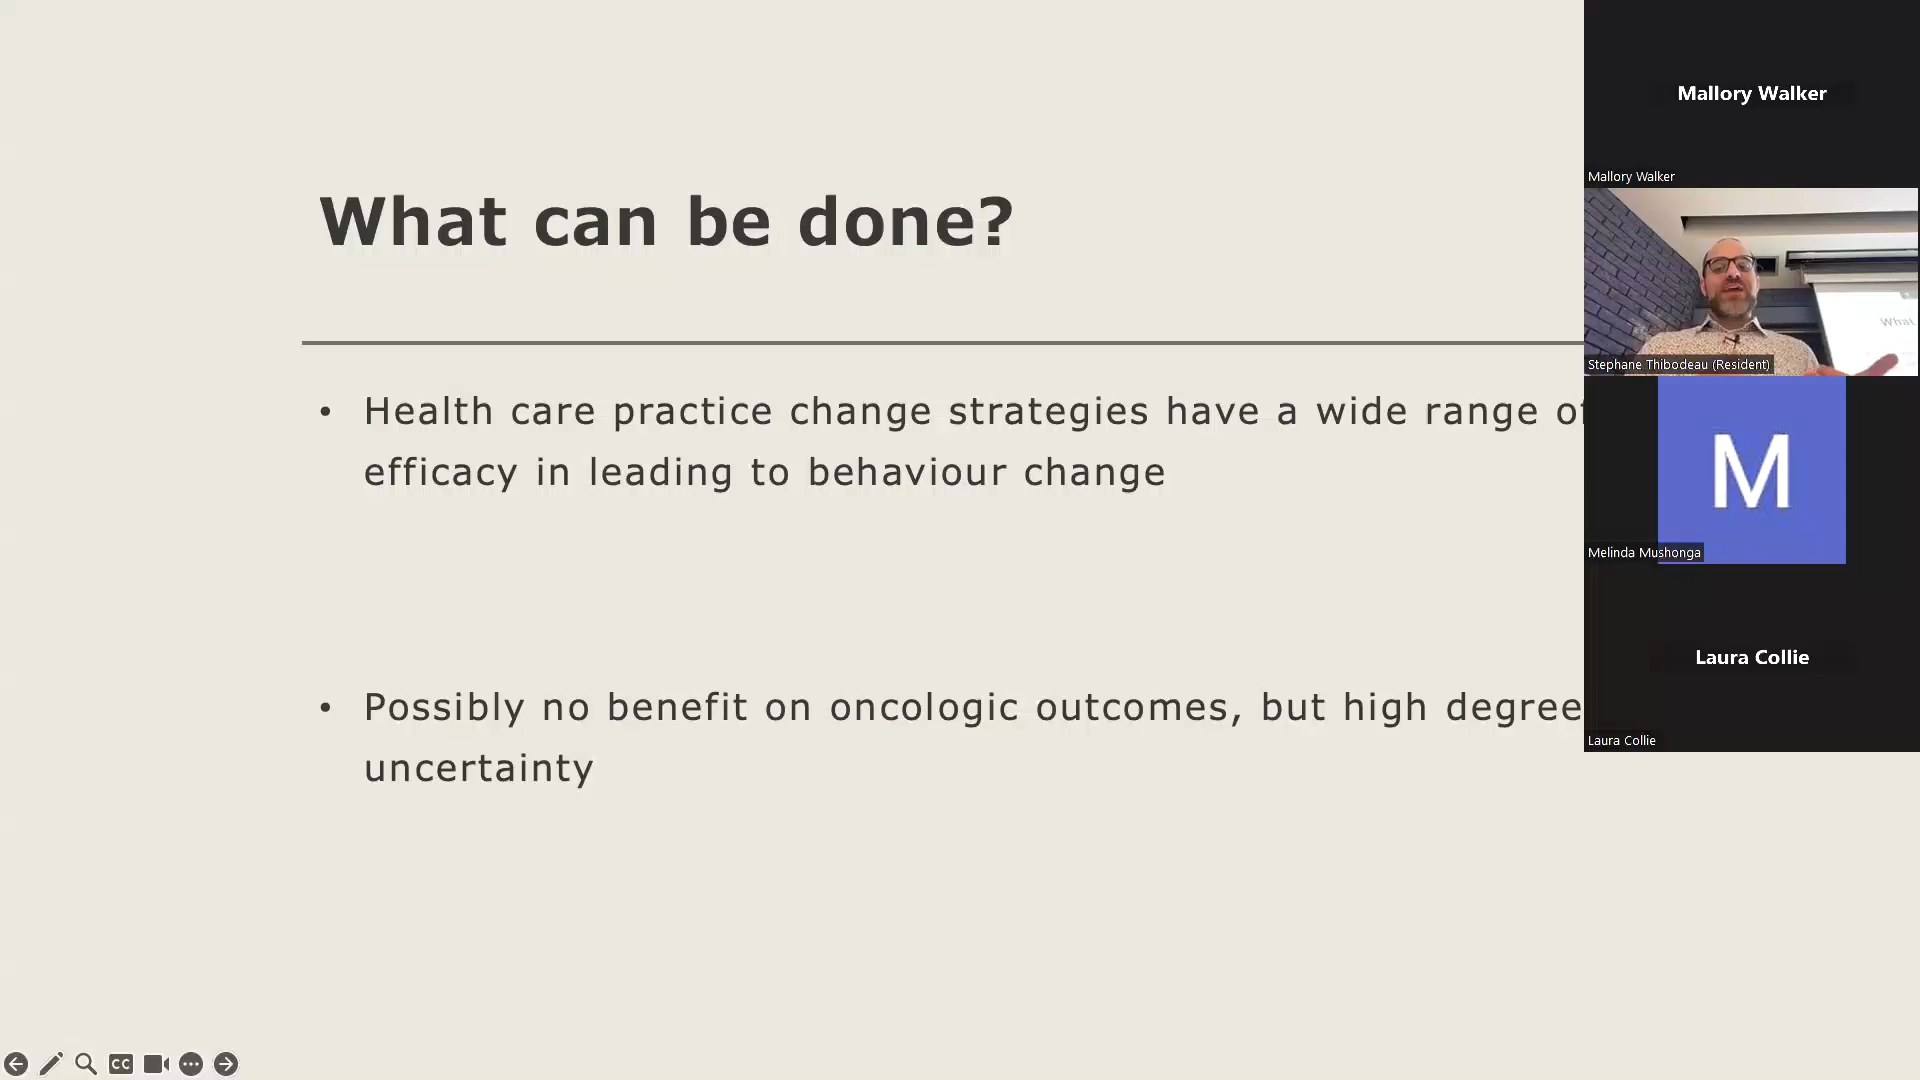 What can be done?
• Health care practice change strategies have a wide range of
efficacy in leading to behaviour change
• Possibly no benefit on oncologic outcomes, but high degree
uncertainty
Mallory Walker
Mallory Walker
What
Stephane Thibodeau (Resident)
M
Melinda Mushonga
Laura Collie
Laura Collie
CC